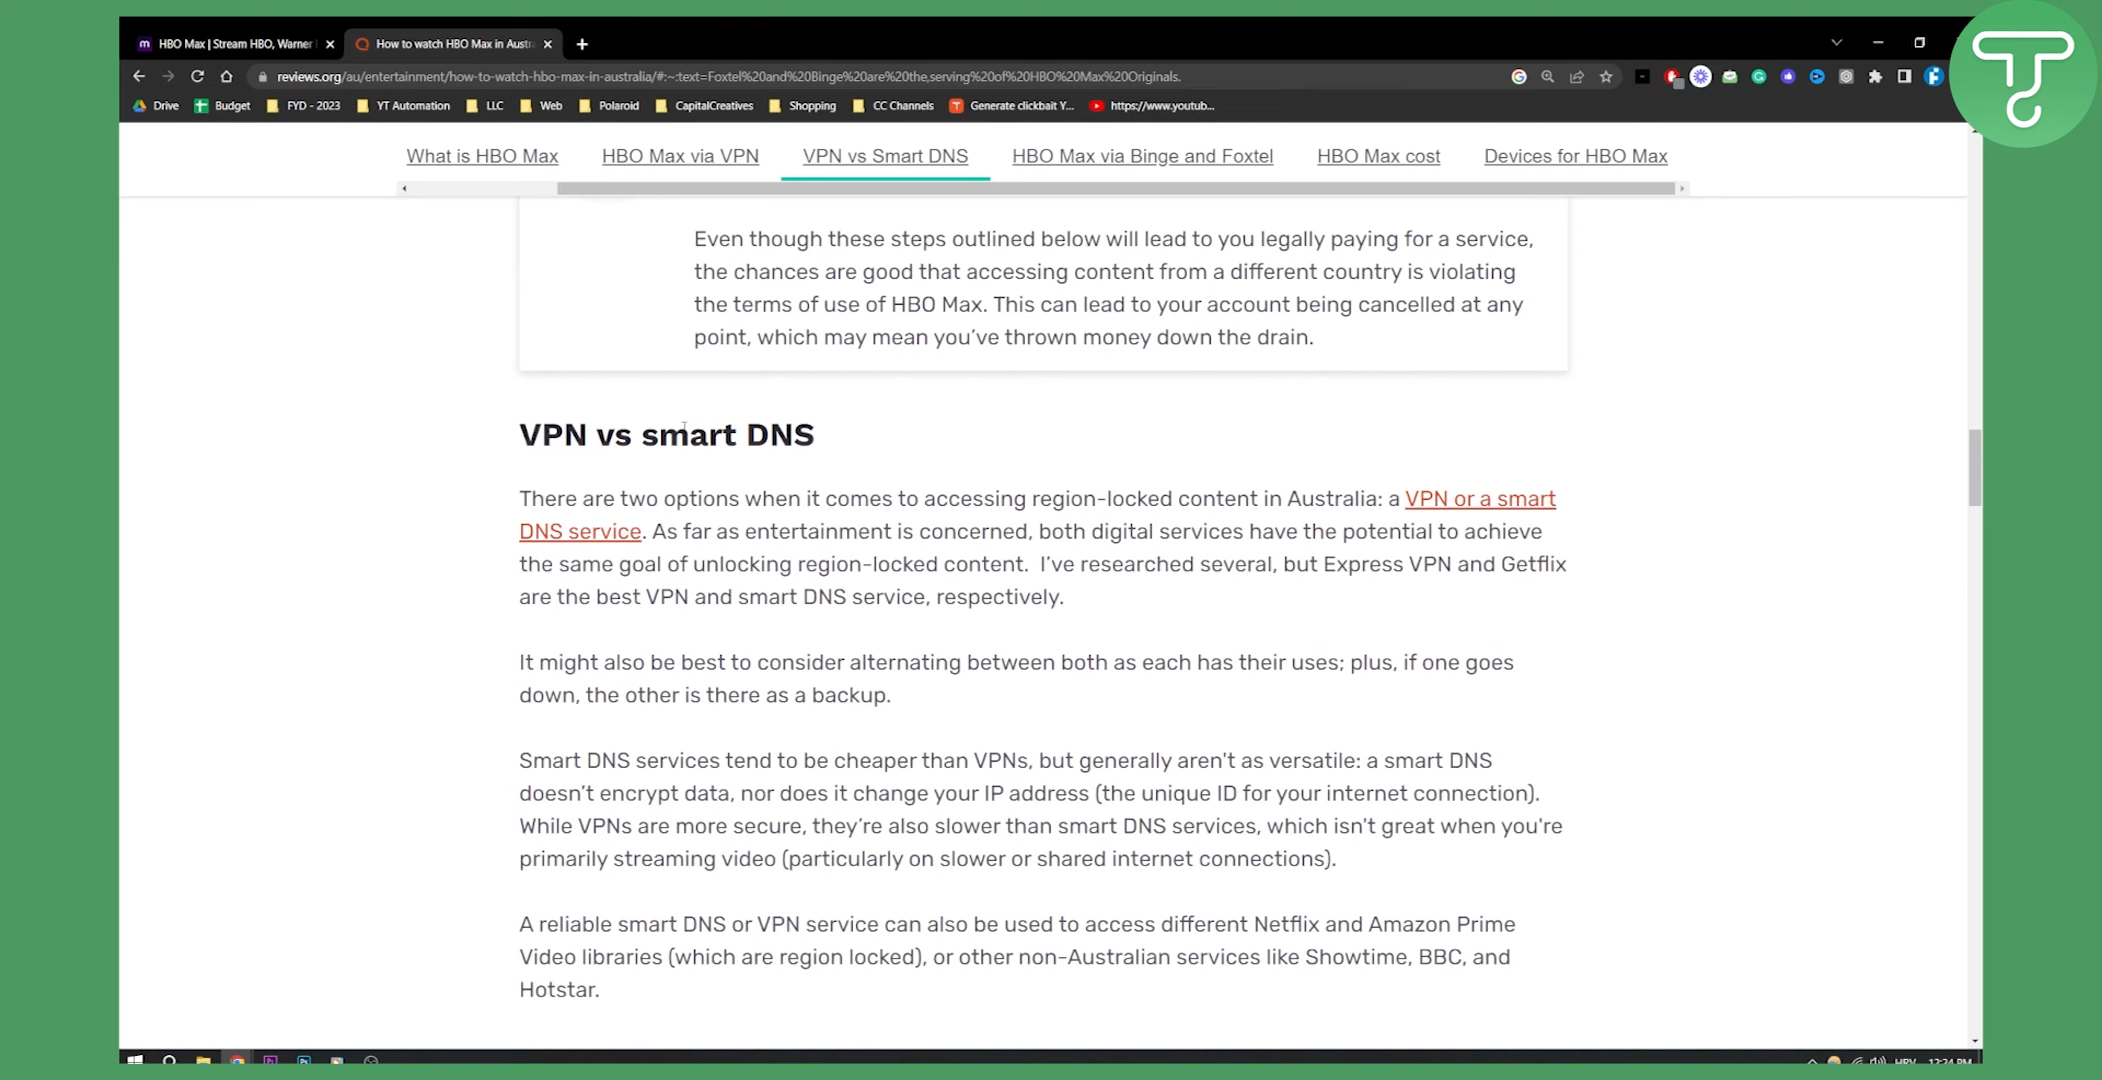 HBO Max | Stream HBO, Warner
How to watch HBO Max in Austr
reviews.org/au/entertainment/how-to-watch-hbo-max-in-australia/#:~:text=Foxtel%20and%20Binge%20are%20the,serving%20of%20HBO%20Max%20Originals.
Drive Budget FYD - 2023 YT Automation LLC Web Polaroid CapitalCreatives Shopping CC Channels Generate clickbait Y... https://www.youtub...
What is HBO Max HBO Max via VPN VPN vs Smart DNS HBO Max via Binge and Foxtel HBO Max cost Devices for HBO Max
Even though these steps outlined below will lead to you legally paying for a service,
the chances are good that accessing content from a different country is violating
the terms of use of HBO Max. This can lead to your account being cancelled at any
point, which may mean you’ve thrown money down the drain.
VPN vs smart DNS
There are two options when it comes to accessing region-locked content in Australia: a VPN or a smart
DNS service. As far as entertainment is concerned, both digital services have the potential to achieve
the same goal of unlocking region-locked content. I’ve researched several, but Express VPN and Getflix
are the best VPN and smart DNS service, respectively.
It might also be best to consider alternating between both as each has their uses; plus, if one goes
down, the other is there as a backup.
Smart DNS services tend to be cheaper than VPNs, but generally aren't as versatile: a smart DNS
doesn’t encrypt data, nor does it change your IP address (the unique ID for your internet connection).
While VPNs are more secure, they’re also slower than smart DNS services, which isn't great when you're
primarily streaming video (particularly on slower or shared internet connections).
A reliable smart DNS or VPN service can also be used to access different Netflix and Amazon Prime
Video libraries (which are region locked), or other non-Australian services like Showtime, BBC, and
Hotstar.
HRV 12:24 PM